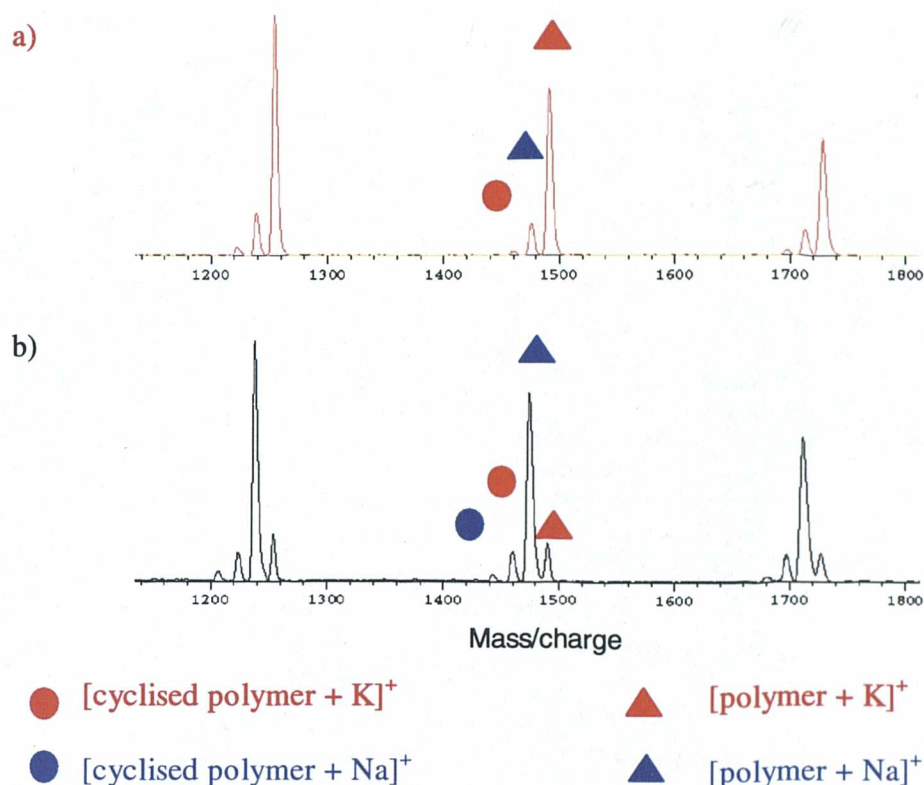 a)
1200 1300 1400 1500 1600 1700 1800
b)
1200 1300 1400 1500 1600 1700 1800
Mass/charge
[cyclised polymer + K]⁺ [polymer + K]⁺
[cyclised polymer + Na]⁺ [polymer + Na]⁺